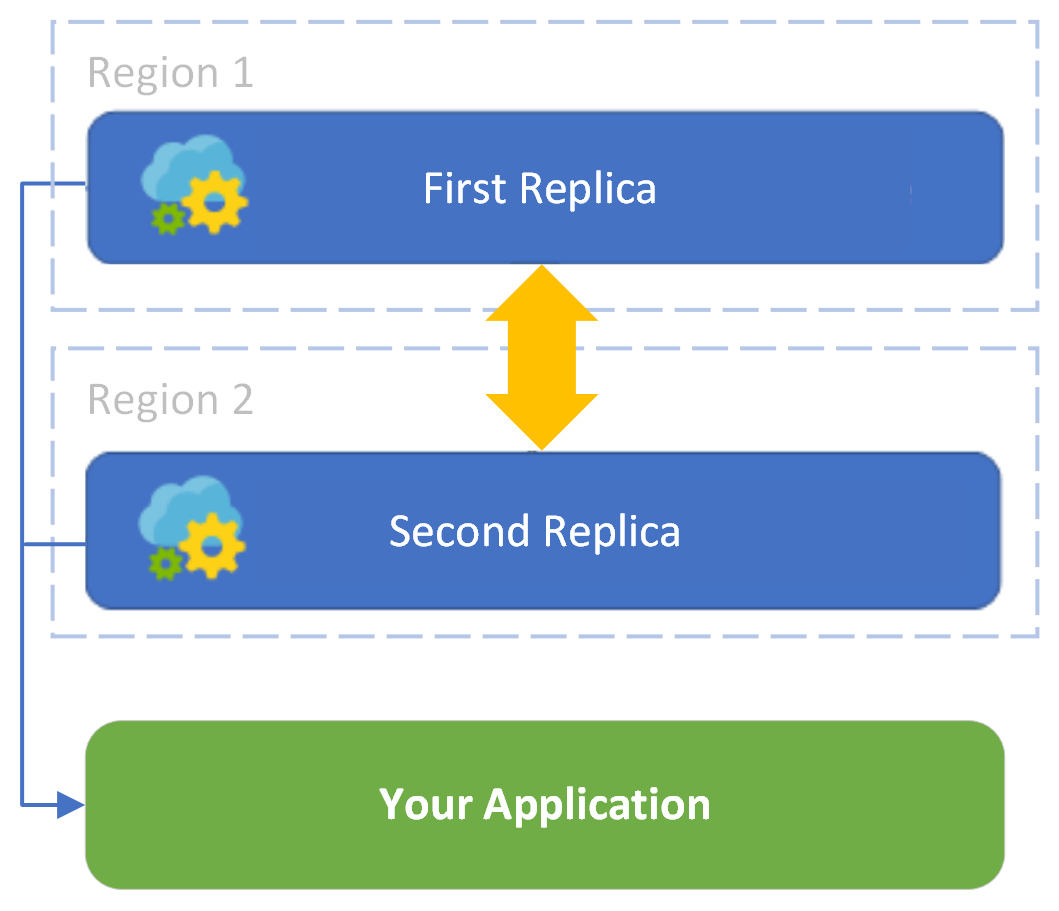 Region 1
First Replica
Region 2
Second Replica
Your Application